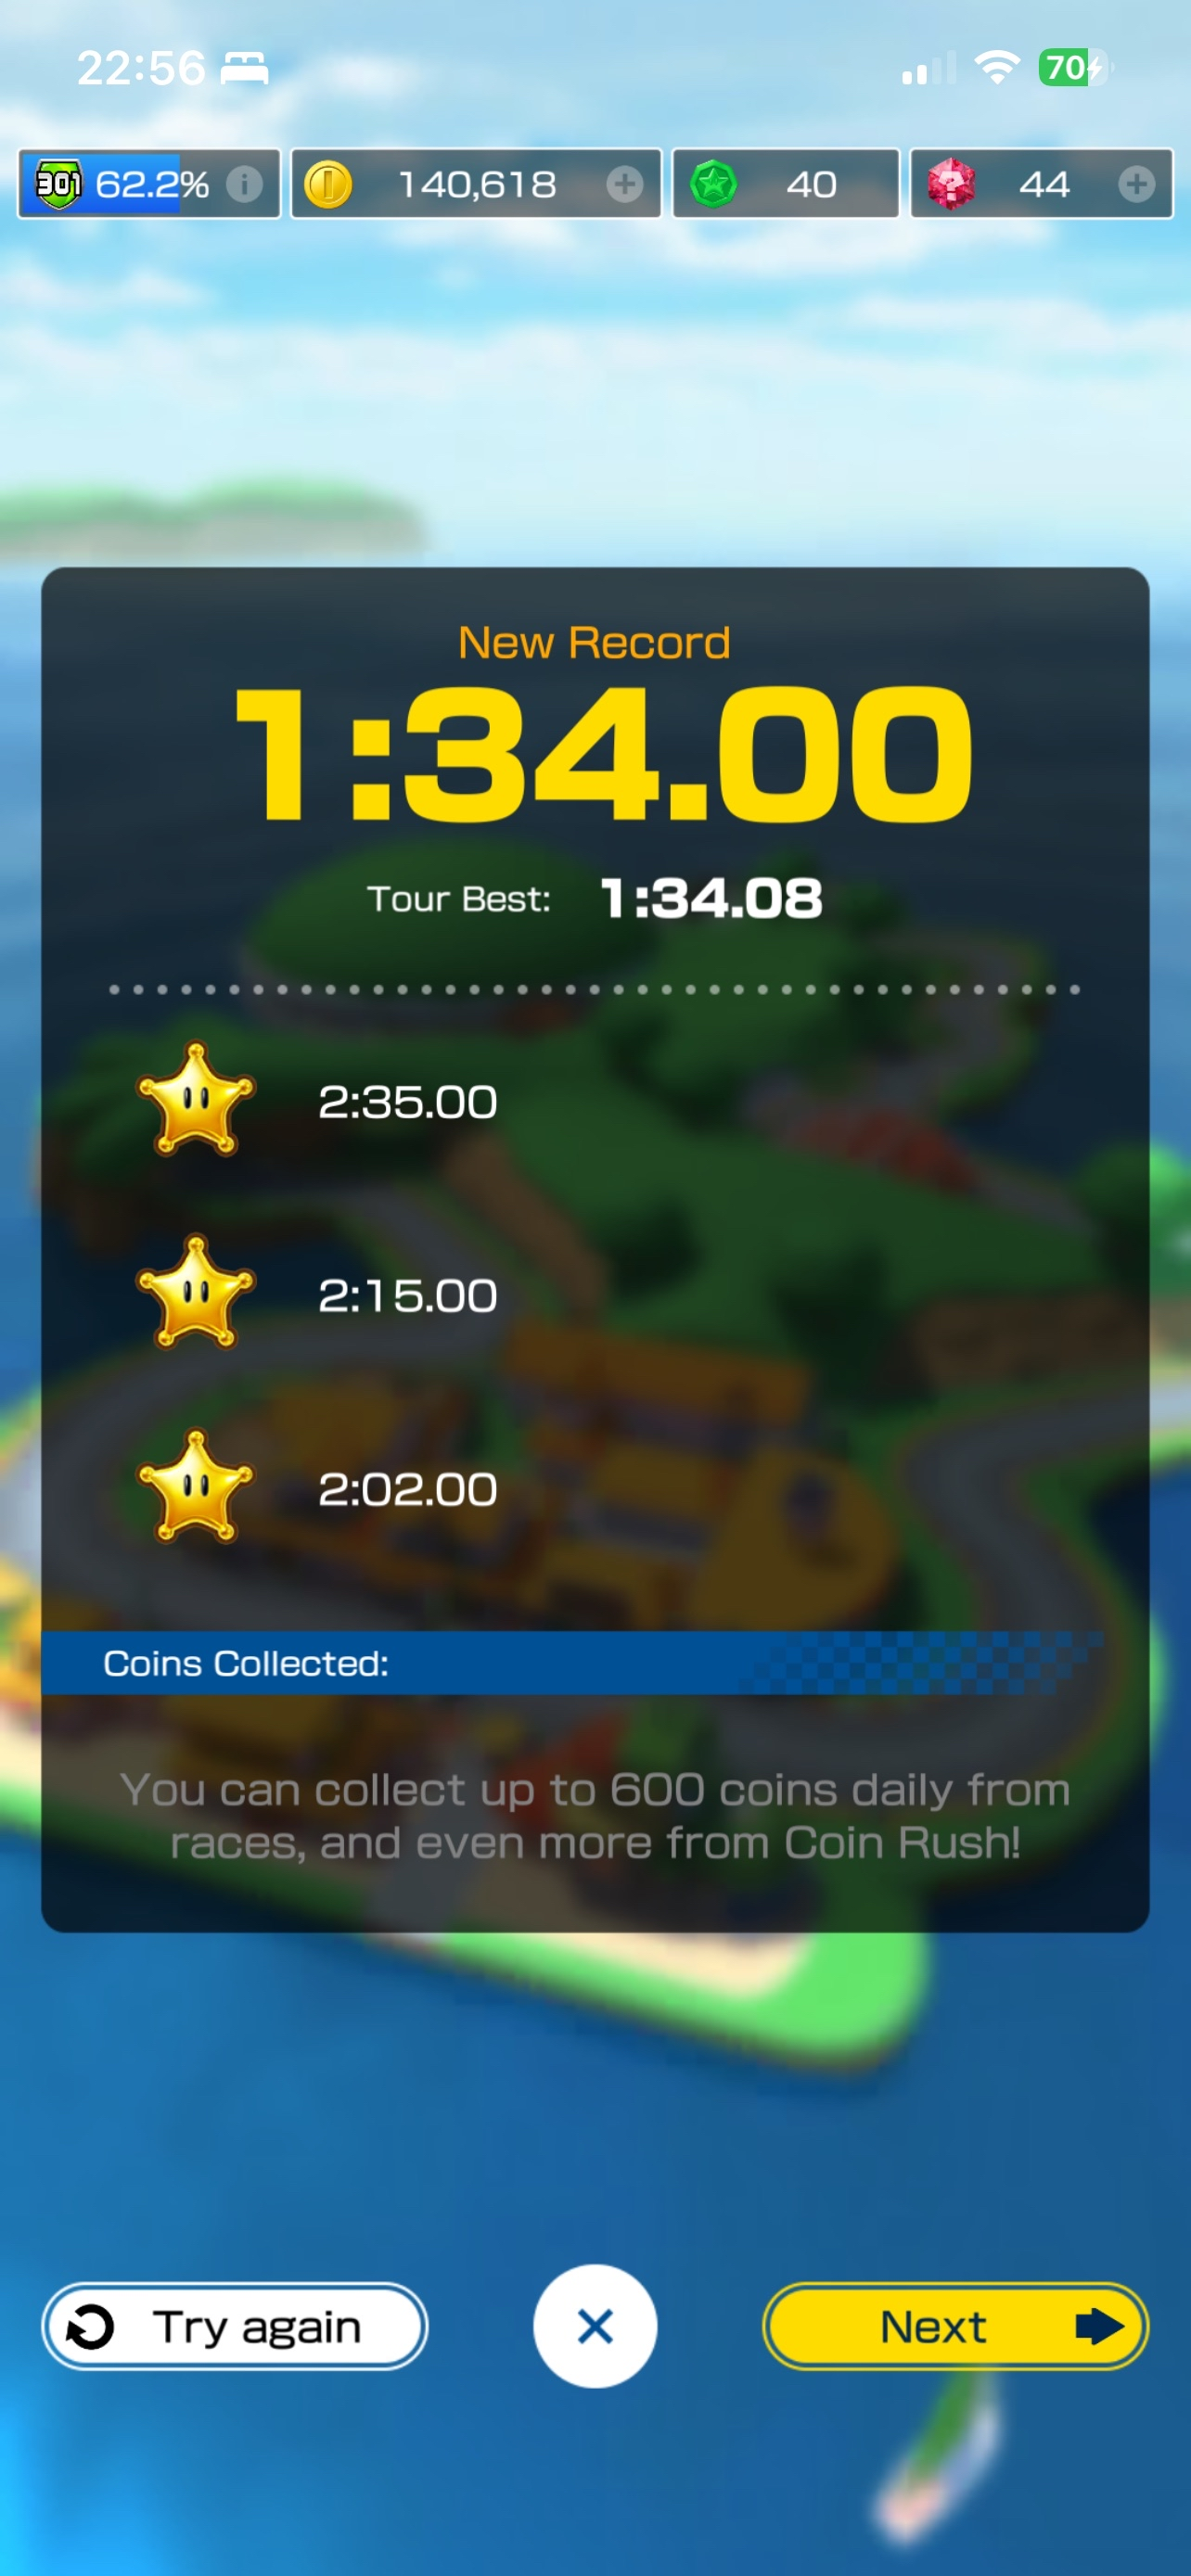 22:56 70
301 62.2% 140,618 40 44
New Record
1:34.00
Tour Best: 1:34.08
2:35.00
2:15.00
2:02.00
Coins Collected:
You can collect up to 600 coins daily from
races, and even more from Coin Rush!
Try again Next